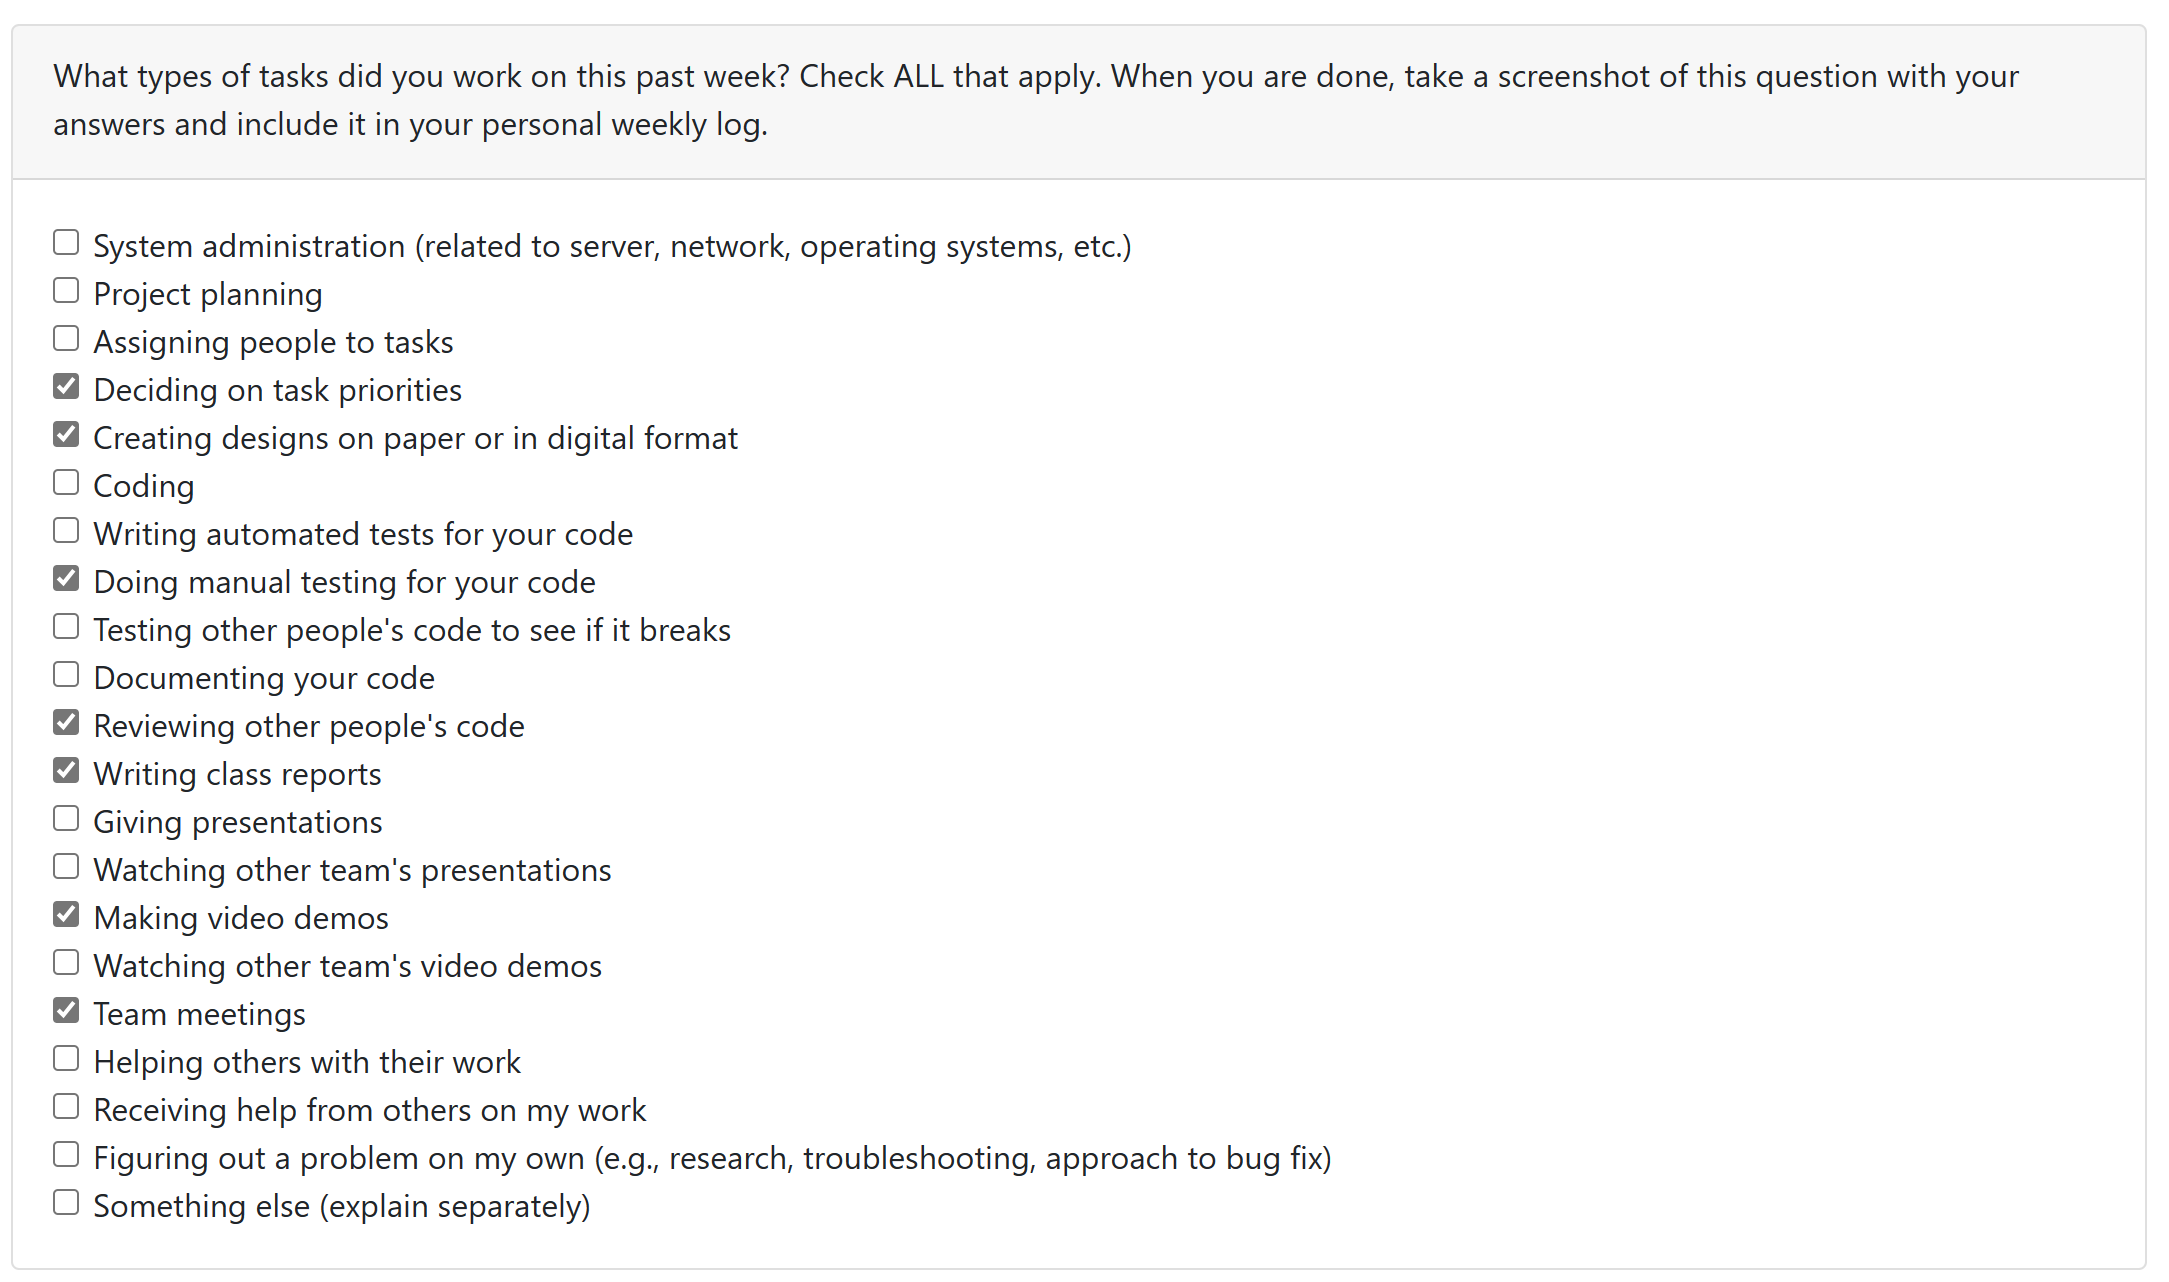 What types of tasks did you work on this past week? Check ALL that apply. When you are done, take a screenshot of this question with your
answers and include it in your personal weekly log.
System administration (related to server, network, operating systems, etc.)
Project planning
Assigning people to tasks
Deciding on task priorities
Creating designs on paper or in digital format
Coding
Writing automated tests for your code
Doing manual testing for your code
Testing other people's code to see if it breaks
Documenting your code
Reviewing other people's code
Writing class reports
Giving presentations
Watching other team's presentations
Making video demos
Watching other team's video demos
Team meetings
Helping others with their work
Receiving help from others on my work
Figuring out a problem on my own (e.g., research, troubleshooting, approach to bug fix)
Something else (explain separately)